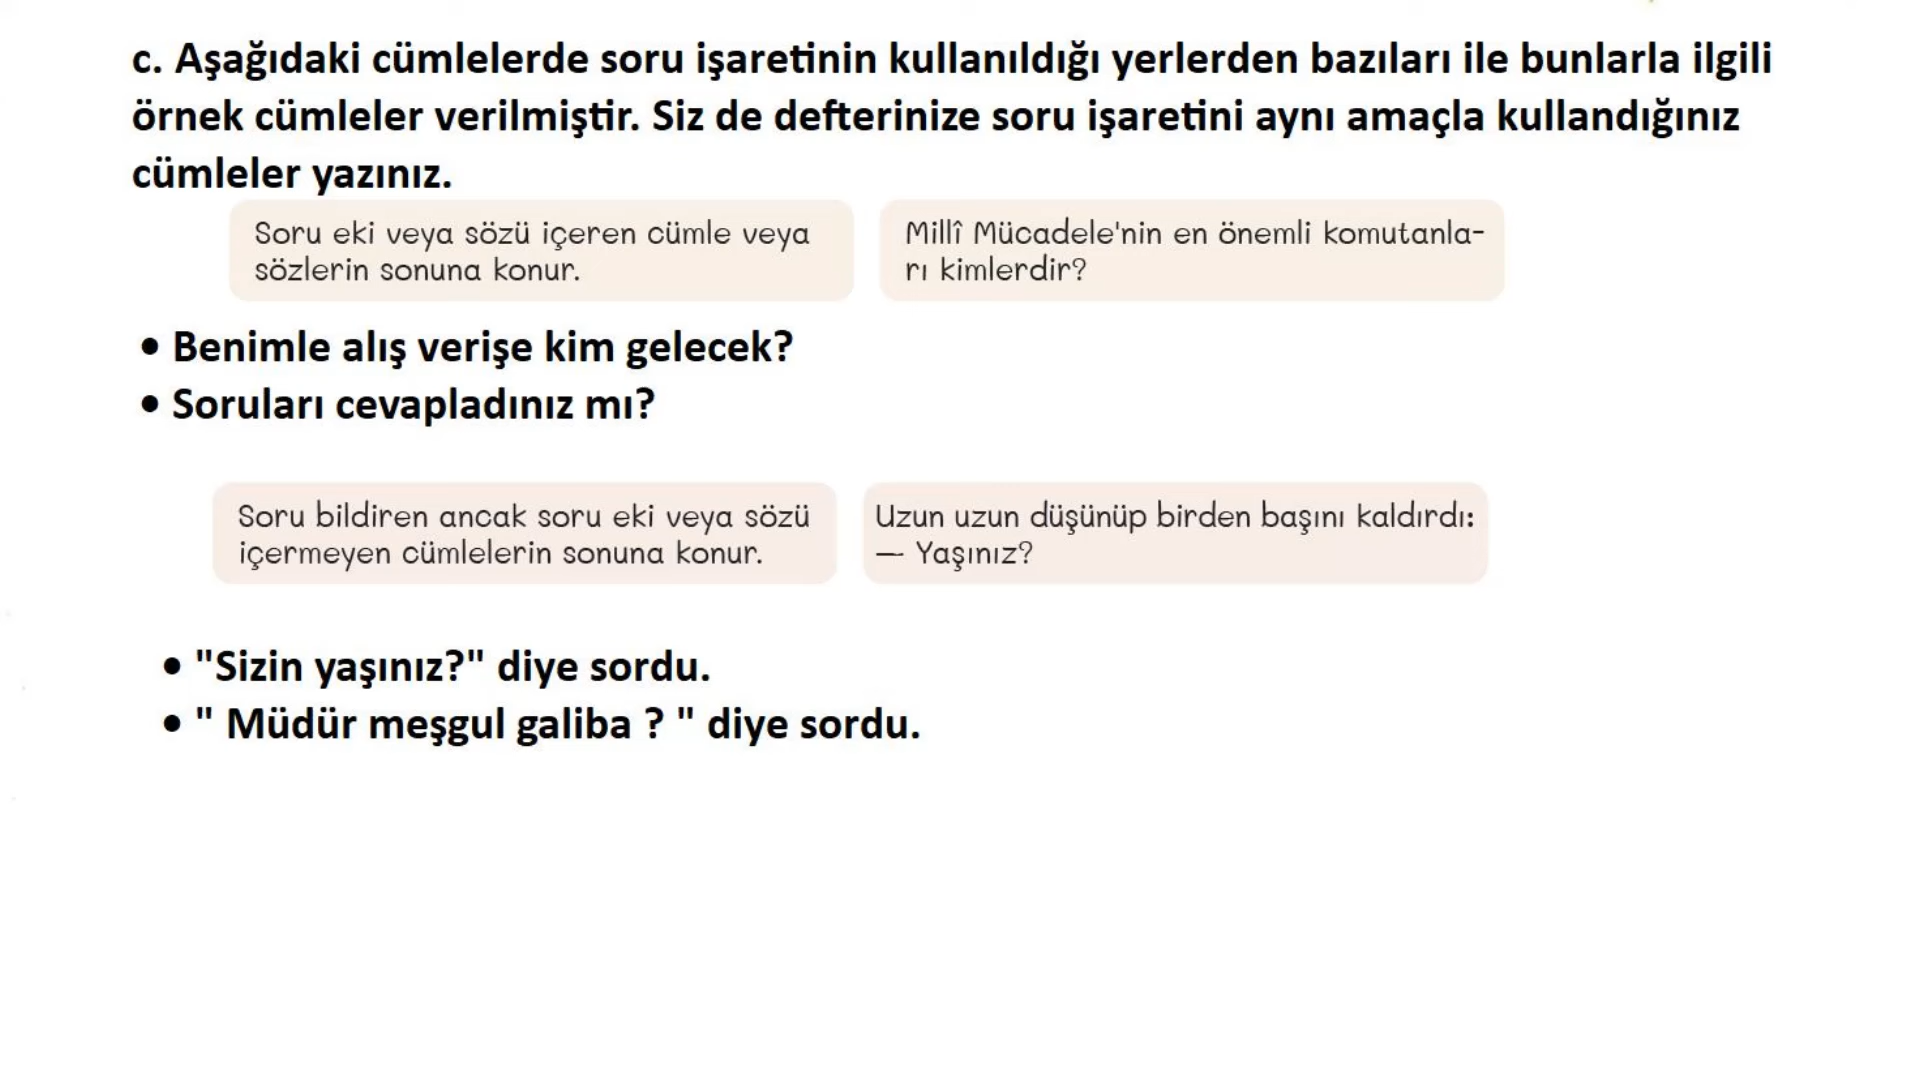 c. Aşağıdaki cümlelerde soru işaretinin kullanıldığı yerlerden bazıları ile bunlarla ilgili
örnek cümleler verilmiştir. Siz de defterinize soru işaretini aynı amaçla kullandığınız
cümleler yazınız.
Soru eki veya sözü içeren cümle veya
sözlerin sonuna konur.
Millî Mücadele'nin en önemli komutanla-
rı kimlerdir?
• Benimle alış verişe kim gelecek?
• Soruları cevapladınız mı?
Soru bildiren ancak soru eki veya sözü
içermeyen cümlelerin sonuna konur.
Uzun uzun düşünüp birden başını kaldırdı:
— Yaşınız?
• "Sizin yaşınız?" diye sordu.
• " Müdür meşgul galiba ? " diye sordu.